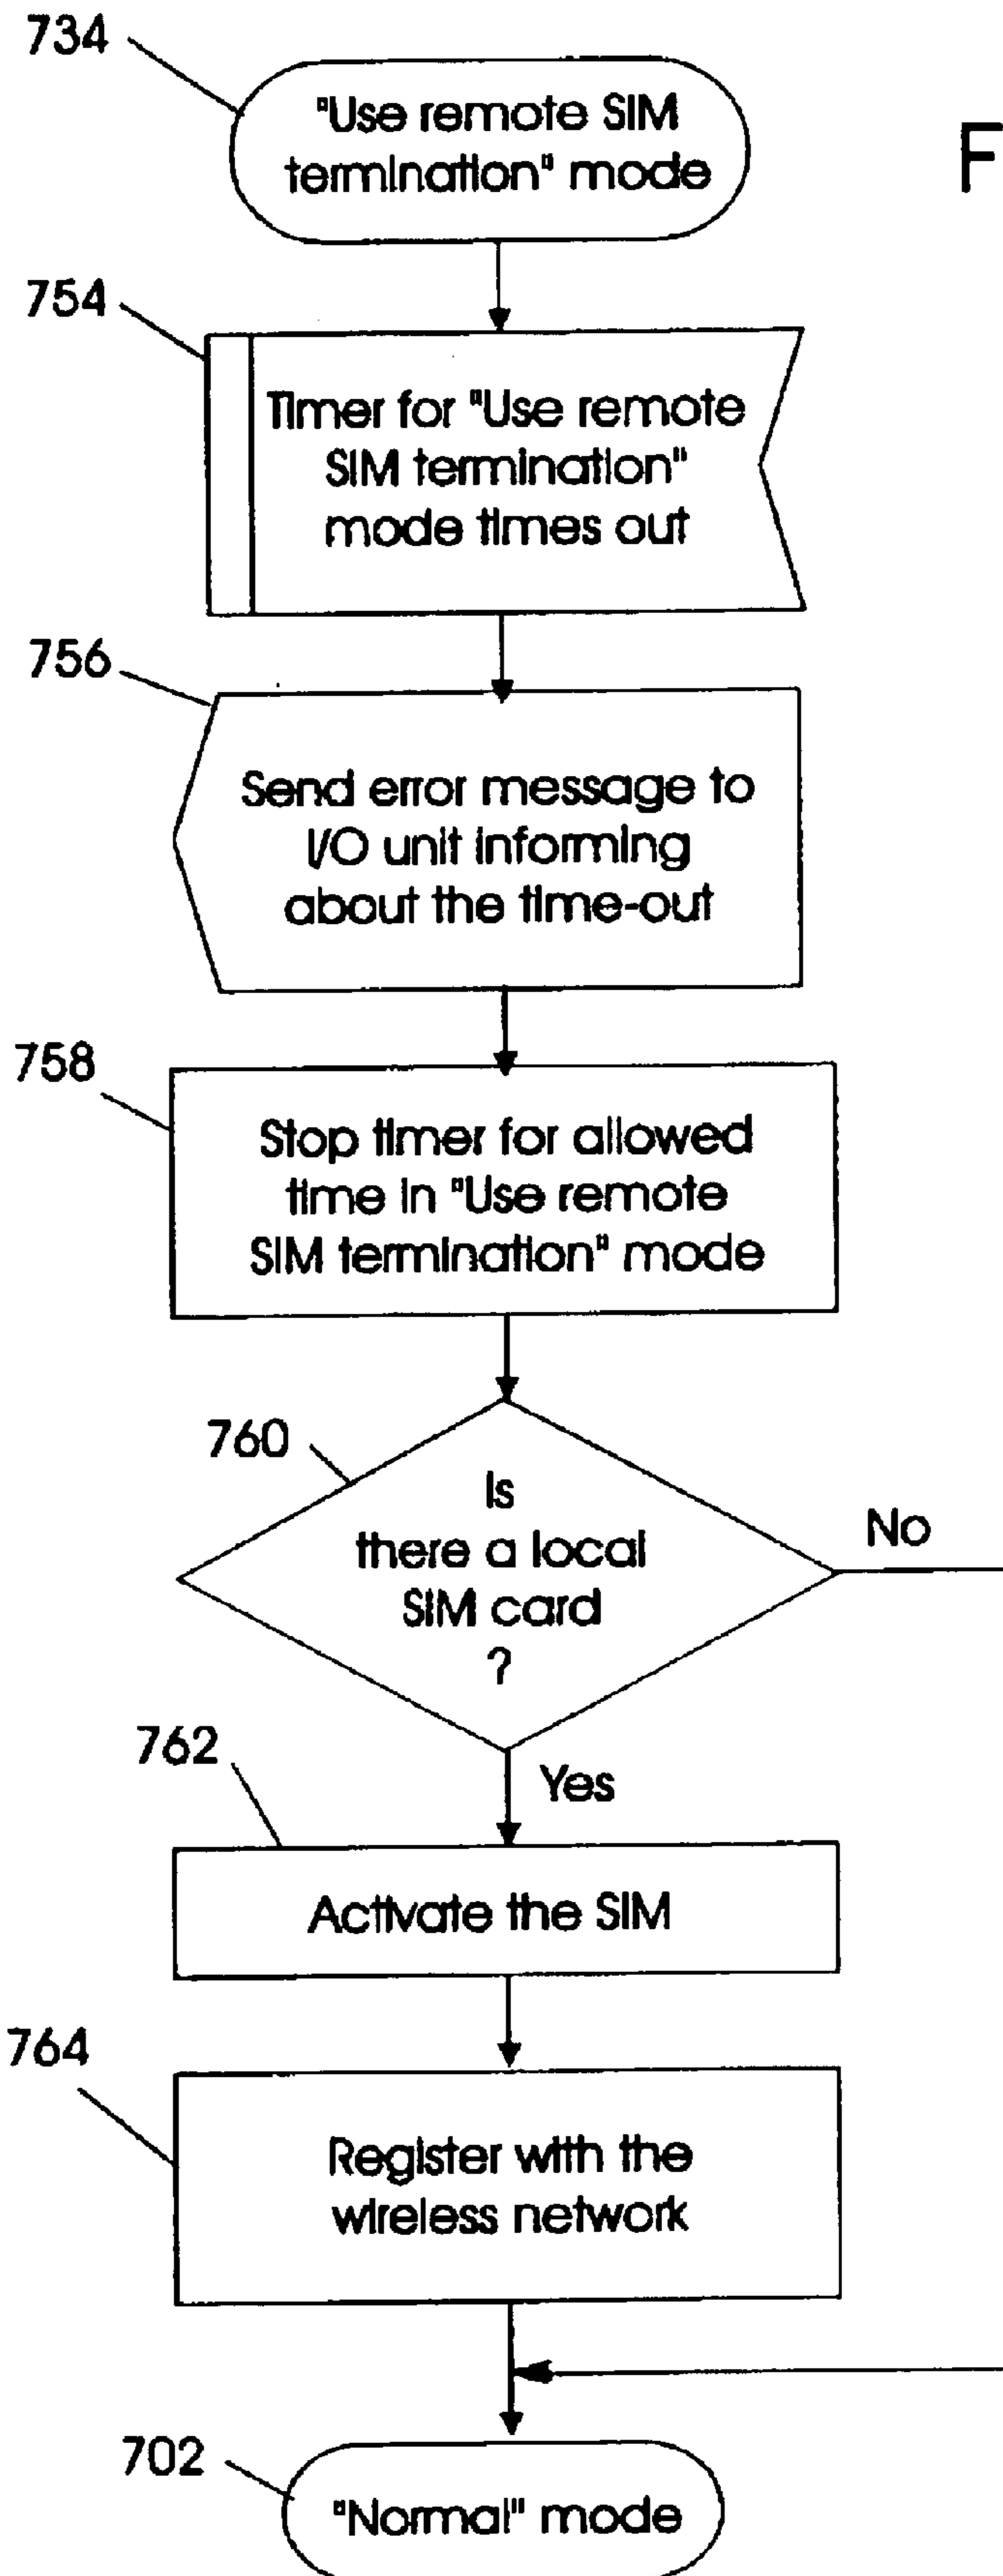 734
"Use remote SIM
termination" mode
F
754
Timer for "Use remote
SIM termination"
mode times out
756
Send error message to
I/O unit informing
about the time-out
758
Stop timer for allowed
time in "Use remote
SIM termination" mode
760
Is
there a local
SIM card
?
No
762
Yes
Activate the SIM
764
Register with the
wireless network
702
"Normal" mode